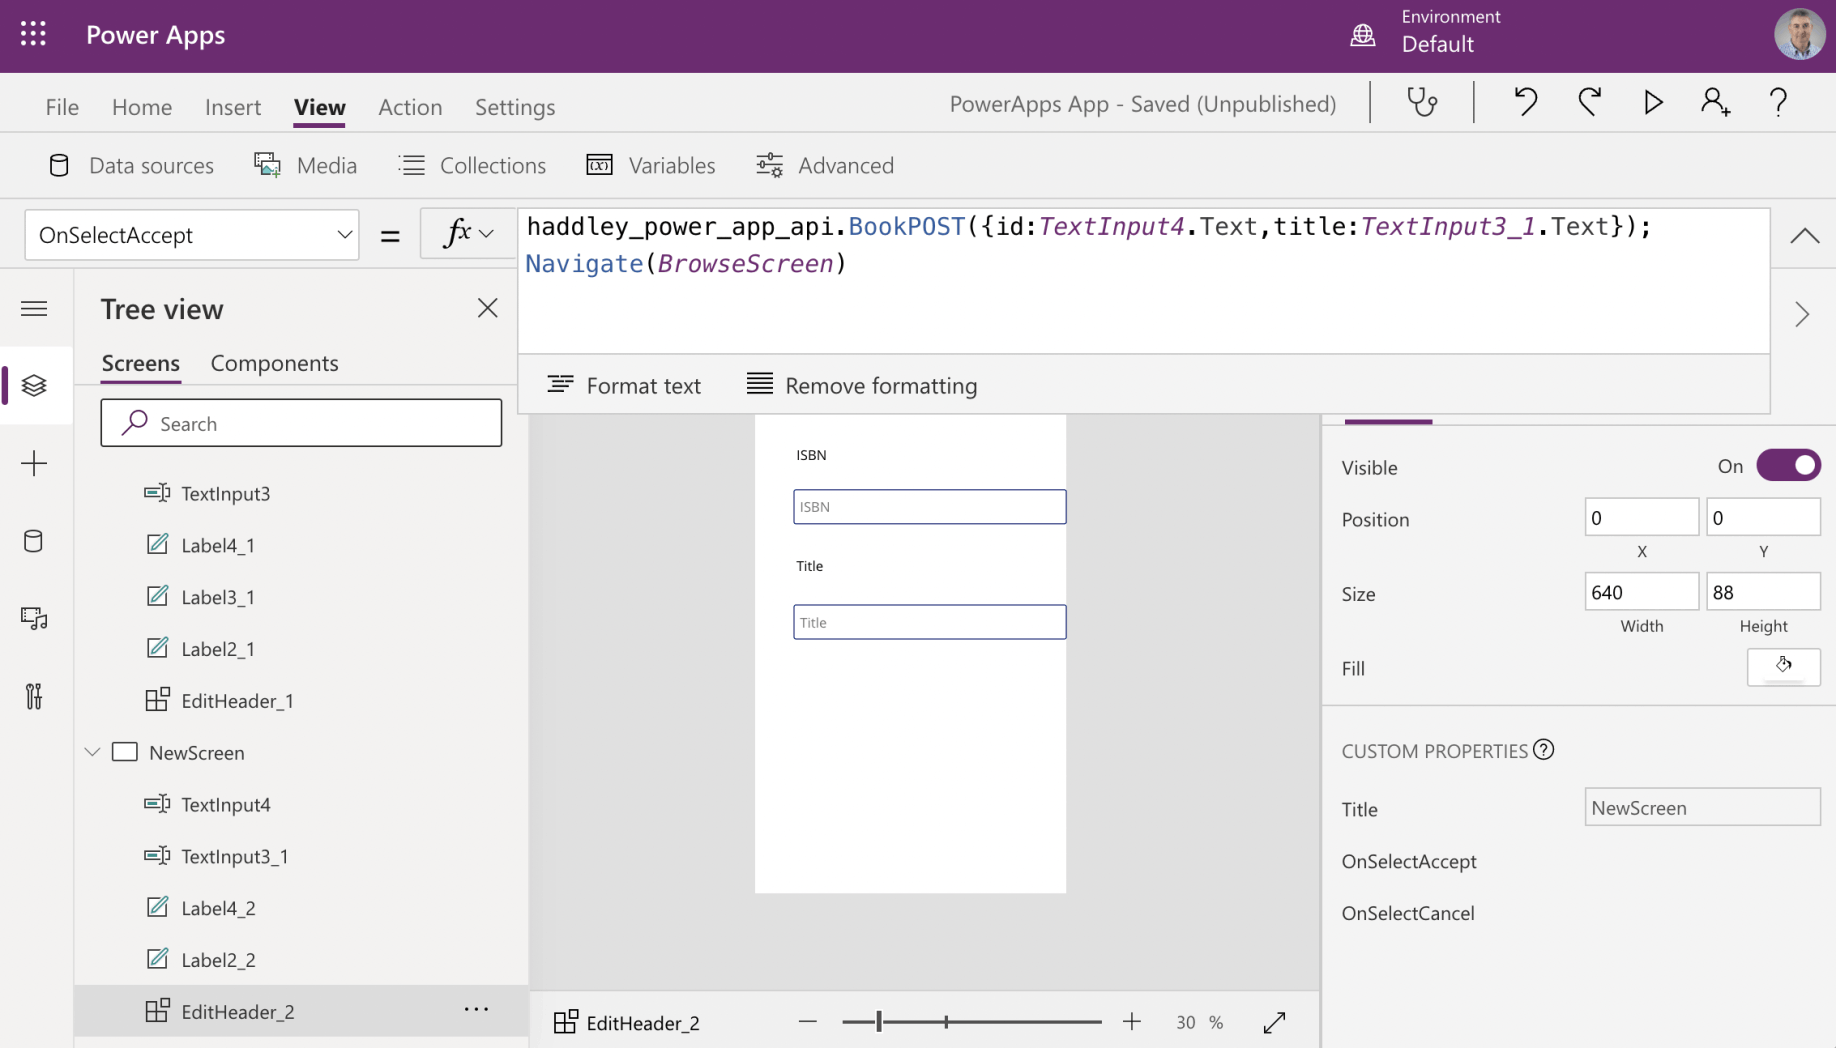 Power Apps
Environment
Default
File Home Insert View Action Settings
PowerApps App - Saved (Unpublished)
Data sources Media Collections Variables Advanced
OnSelectAccept = fx
haddley_power_app_api.BookPOST({id:TextInput4.Text,title:TextInput3_1.Text});
Navigate(BrowseScreen)
Format text Remove formatting
Tree view
Screens Components
Search
TextInput3
Label4_1
Label3_1
Label2_1
EditHeader_1
NewScreen
TextInput4
TextInput3_1
Label4_2
Label2_2
EditHeader_2
ISBN
ISBN
Title
Title
EditHeader_2
30 %
Visible On
Position 0 0
X Y
Size 640 88
Width Height
Fill
CUSTOM PROPERTIES
Title NewScreen
OnSelectAccept
OnSelectCancel